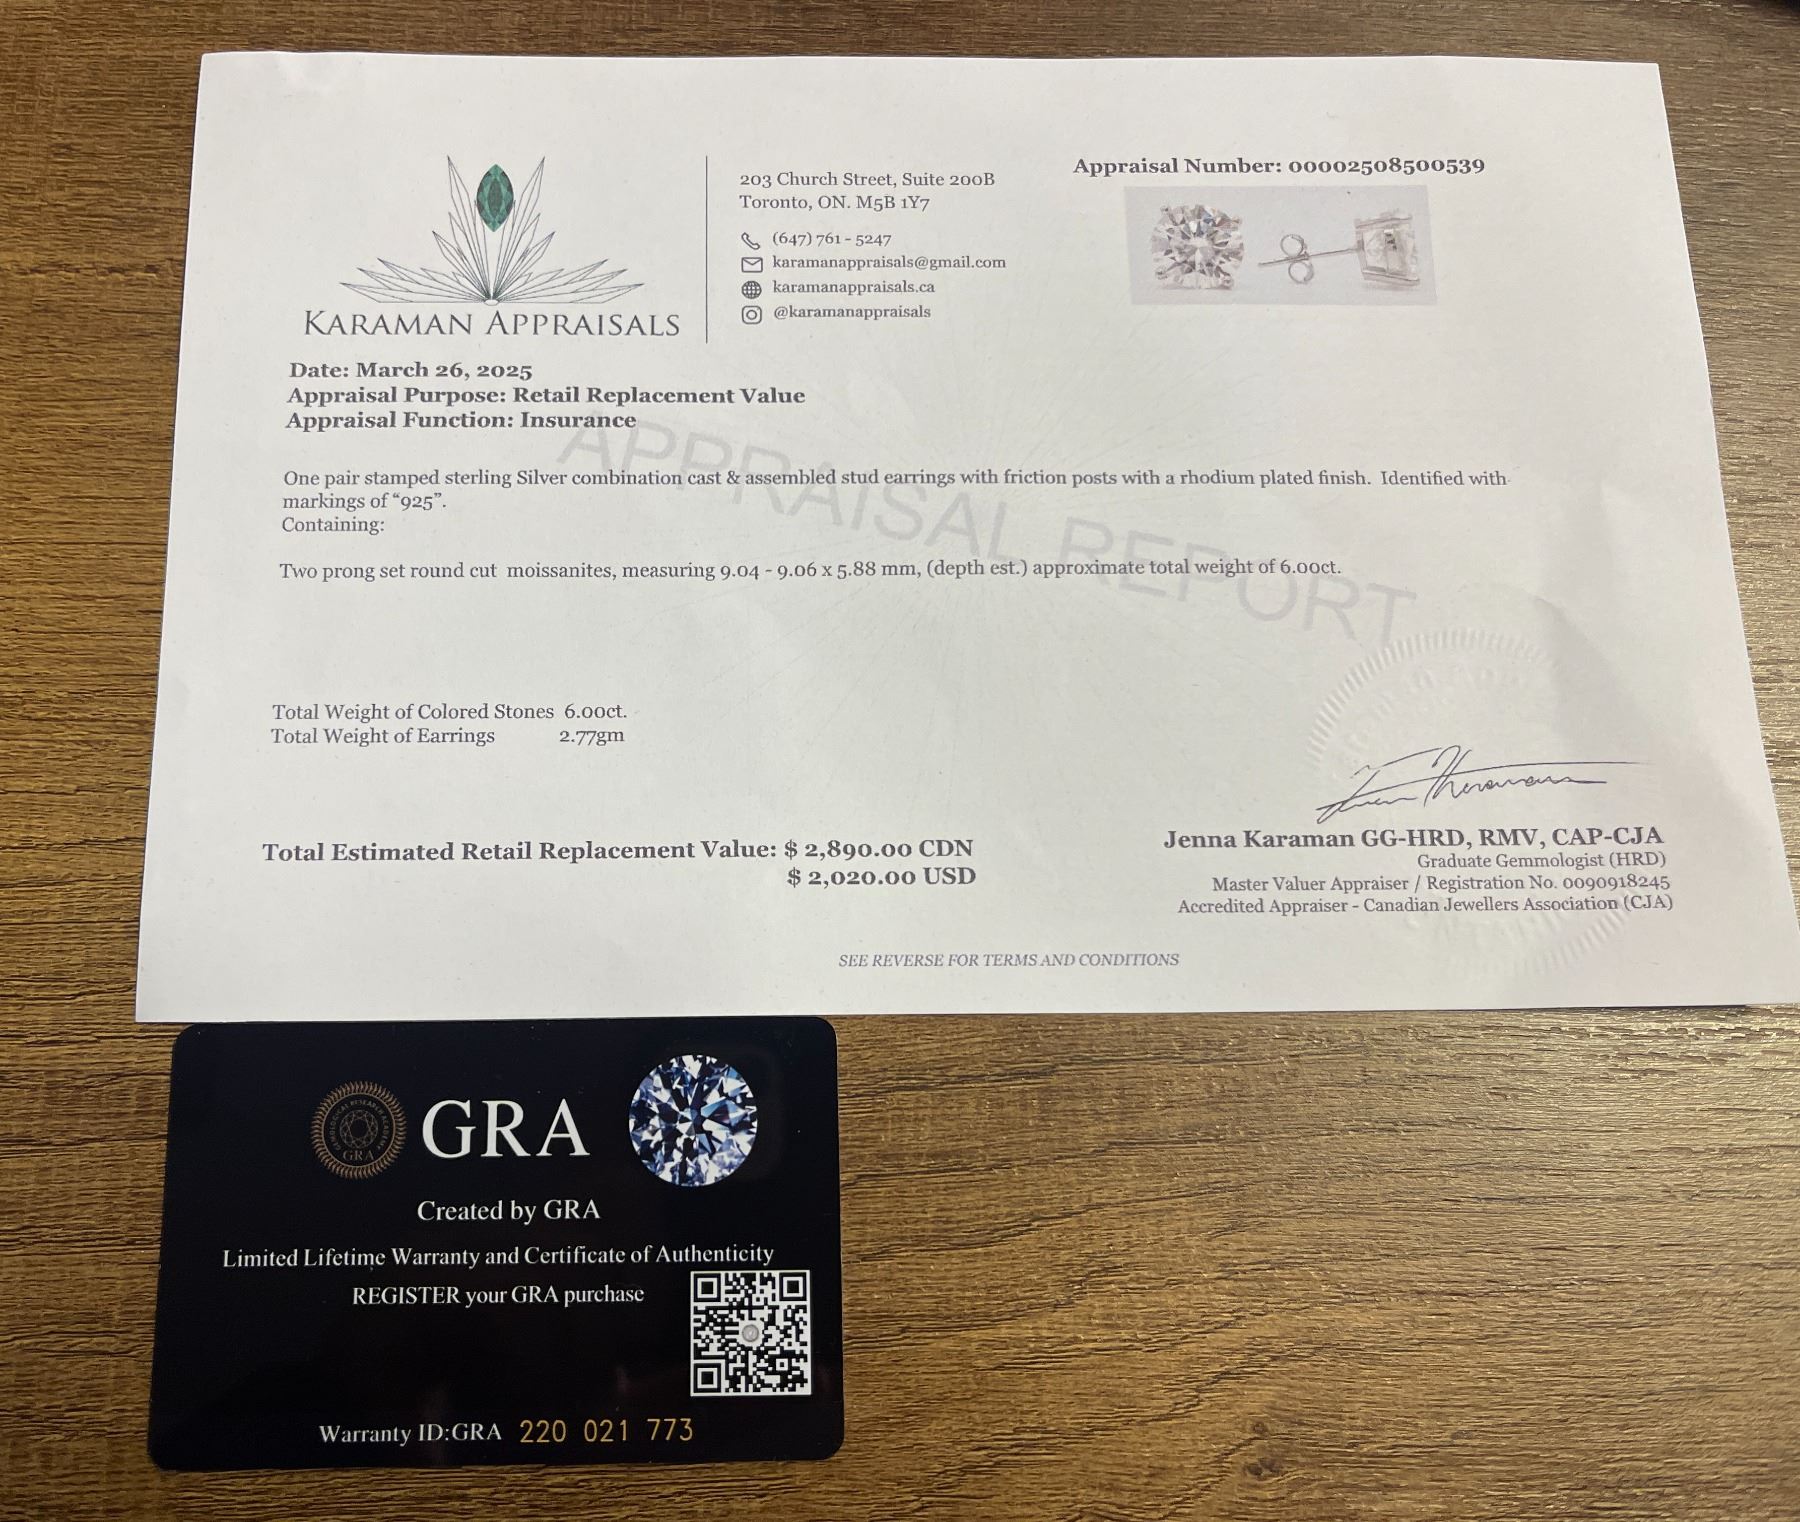 KARAMAN APPRAISALS
203 Church Street, Suite 200B
Toronto, ON. M5B 1Y7
(647) 761 - 5247
karamanappraisals@gmail.com
karamanappraisals.ca
@karamanappraisals
Appraisal Number: 00002508500539
Date: March 26, 2025
Appraisal Purpose: Retail Replacement Value
Appraisal Function: Insurance
APPRAISAL REPORT
One pair stamped sterling Silver combination cast & assembled stud earrings with friction posts with a rhodium plated finish. Identified with
markings of “925”.
Containing:
Two prong set round cut moissanites, measuring 9.04 - 9.06 x 5.88 mm, (depth est.) approximate total weight of 6.00ct.
Total Weight of Colored Stones 6.00ct.
Total Weight of Earrings 2.77gm
Total Estimated Retail Replacement Value: $ 2,890.00 CDN
$ 2,020.00 USD
Jenna Karaman GG-HRD, RMV, CAP-CJA
Graduate Gemmologist (HRD)
Master Valuer Appraiser / Registration No. 0090918245
Accredited Appraiser - Canadian Jewellers Association (CJA)
SEE REVERSE FOR TERMS AND CONDITIONS
GEMOLOGICAL RESEARCH ACADEMY
GRA
GRA
Created by GRA
Limited Lifetime Warranty and Certificate of Authenticity
REGISTER your GRA purchase
Warranty ID:GRA 220 021 773